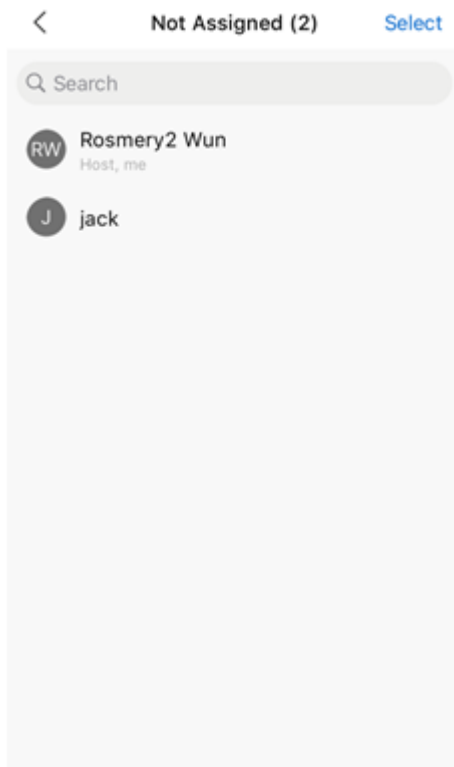 Not Assigned (2)
Select
Search
RW
Rosmery2 Wun
Host, me
J
jack